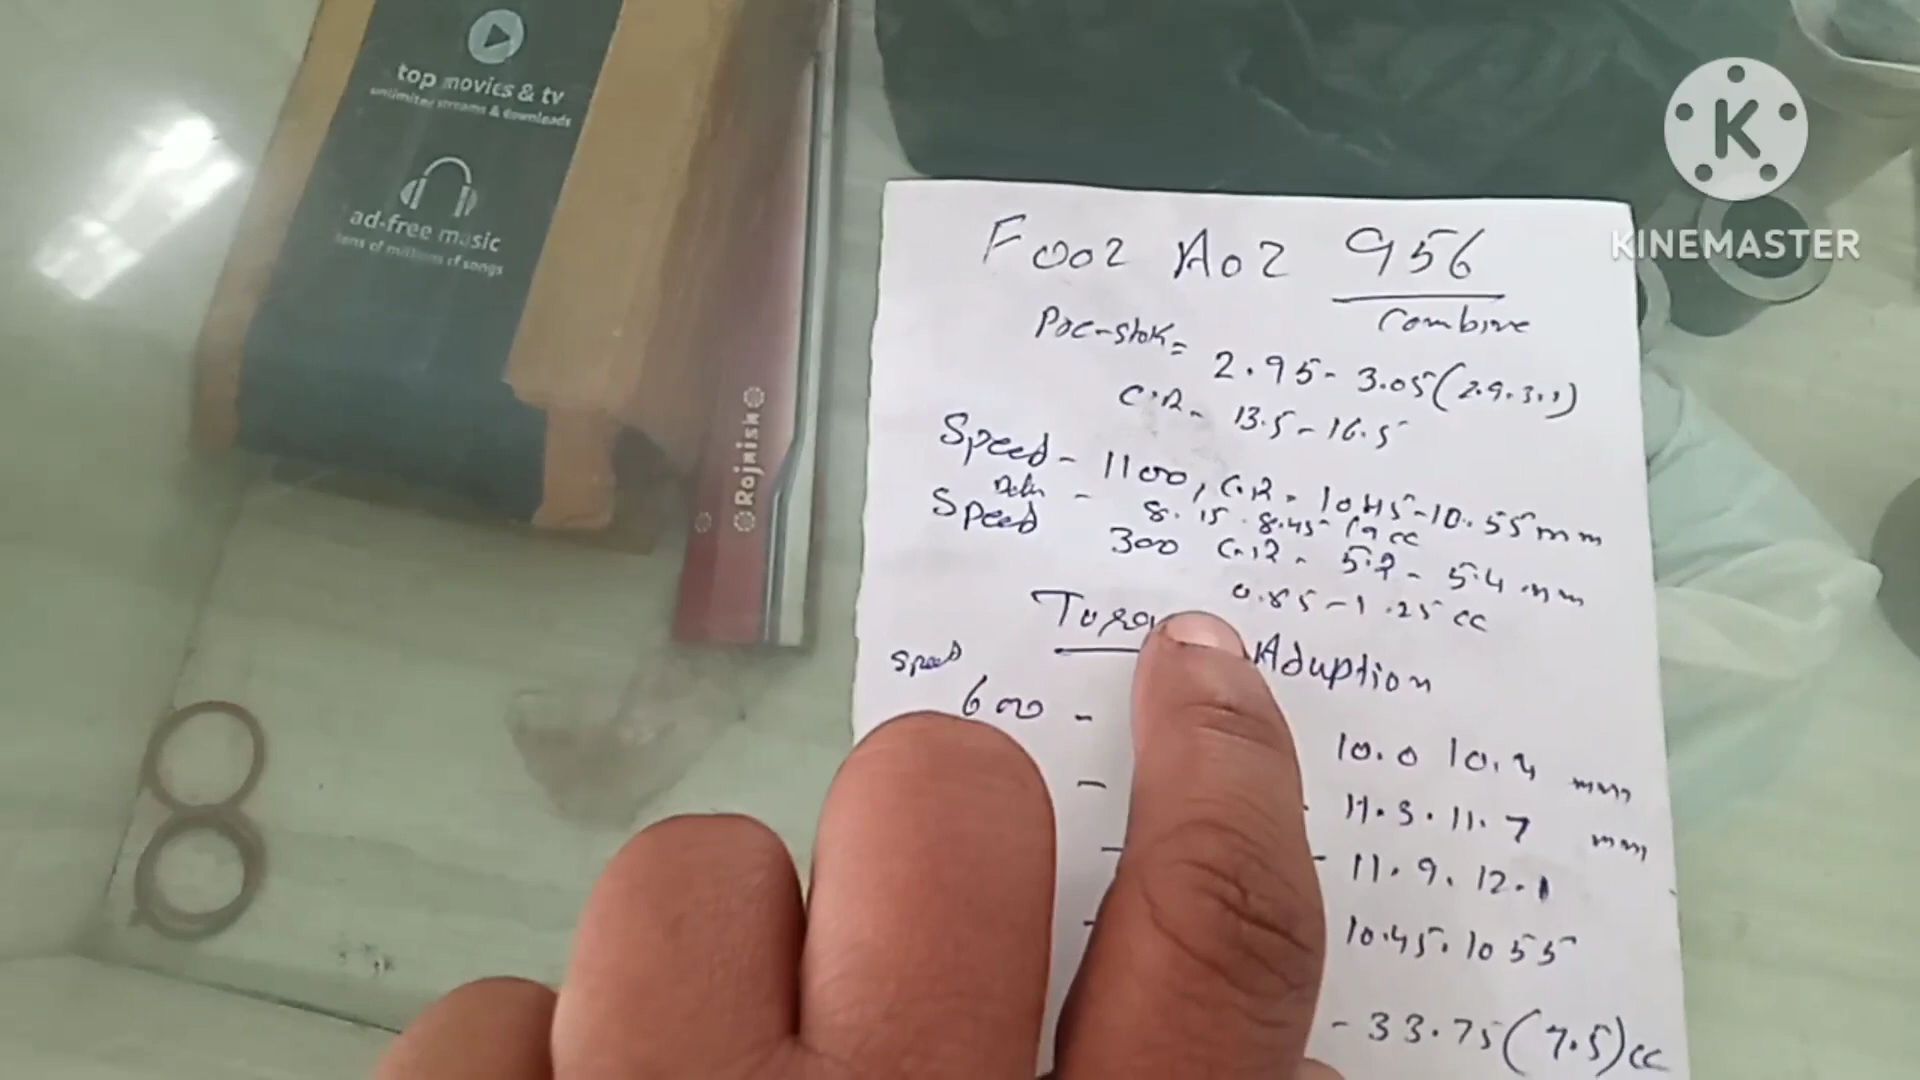 top movies & tv
unlimited streams & downloads
ad-free music
tens of millions of songs
Rajnish
KINEMASTER
F002 A02 956
Combine
Poc-stok = 2.95 - 3.05 (2.9.3.1)
C.R - 13.5 - 16.5
Speed - 1100, C.R - 10.45 - 10.55 mm
- 8.15 - 8.45 - 19 cc
Speed 300 C.R - 5.2 - 5.4 mm
0.85 - 1.25 cc
Aduption
Speed
600 - 10.0 10.4 mm
- 11.3.11.7 mm
- 11.9.12.1
- 10.45.10 55
- 33.75 (7.5) cc